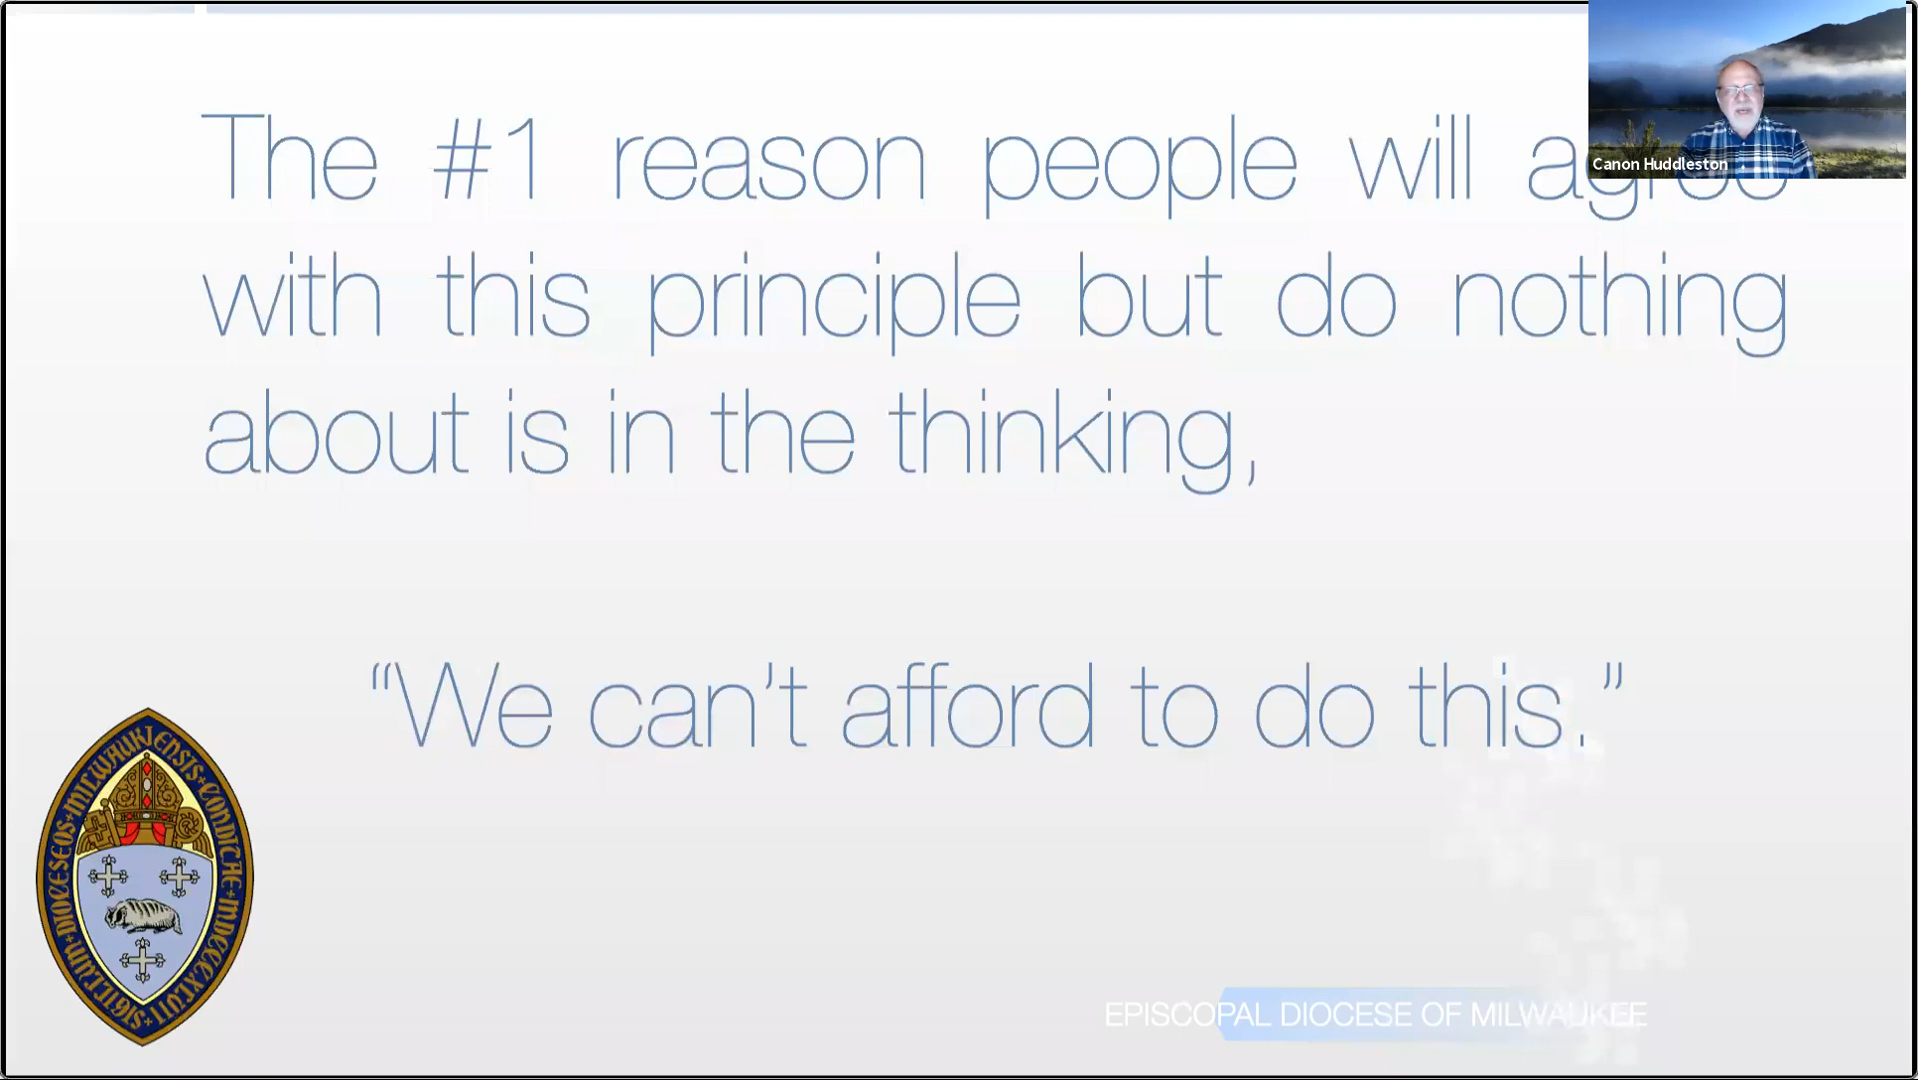 The #1 reason people will agree
with this principle but do nothing
about is in the thinking,
“We can’t afford to do this.”
Canon Huddleston
EPISCOPAL DIOCESE OF MILWAUKEE